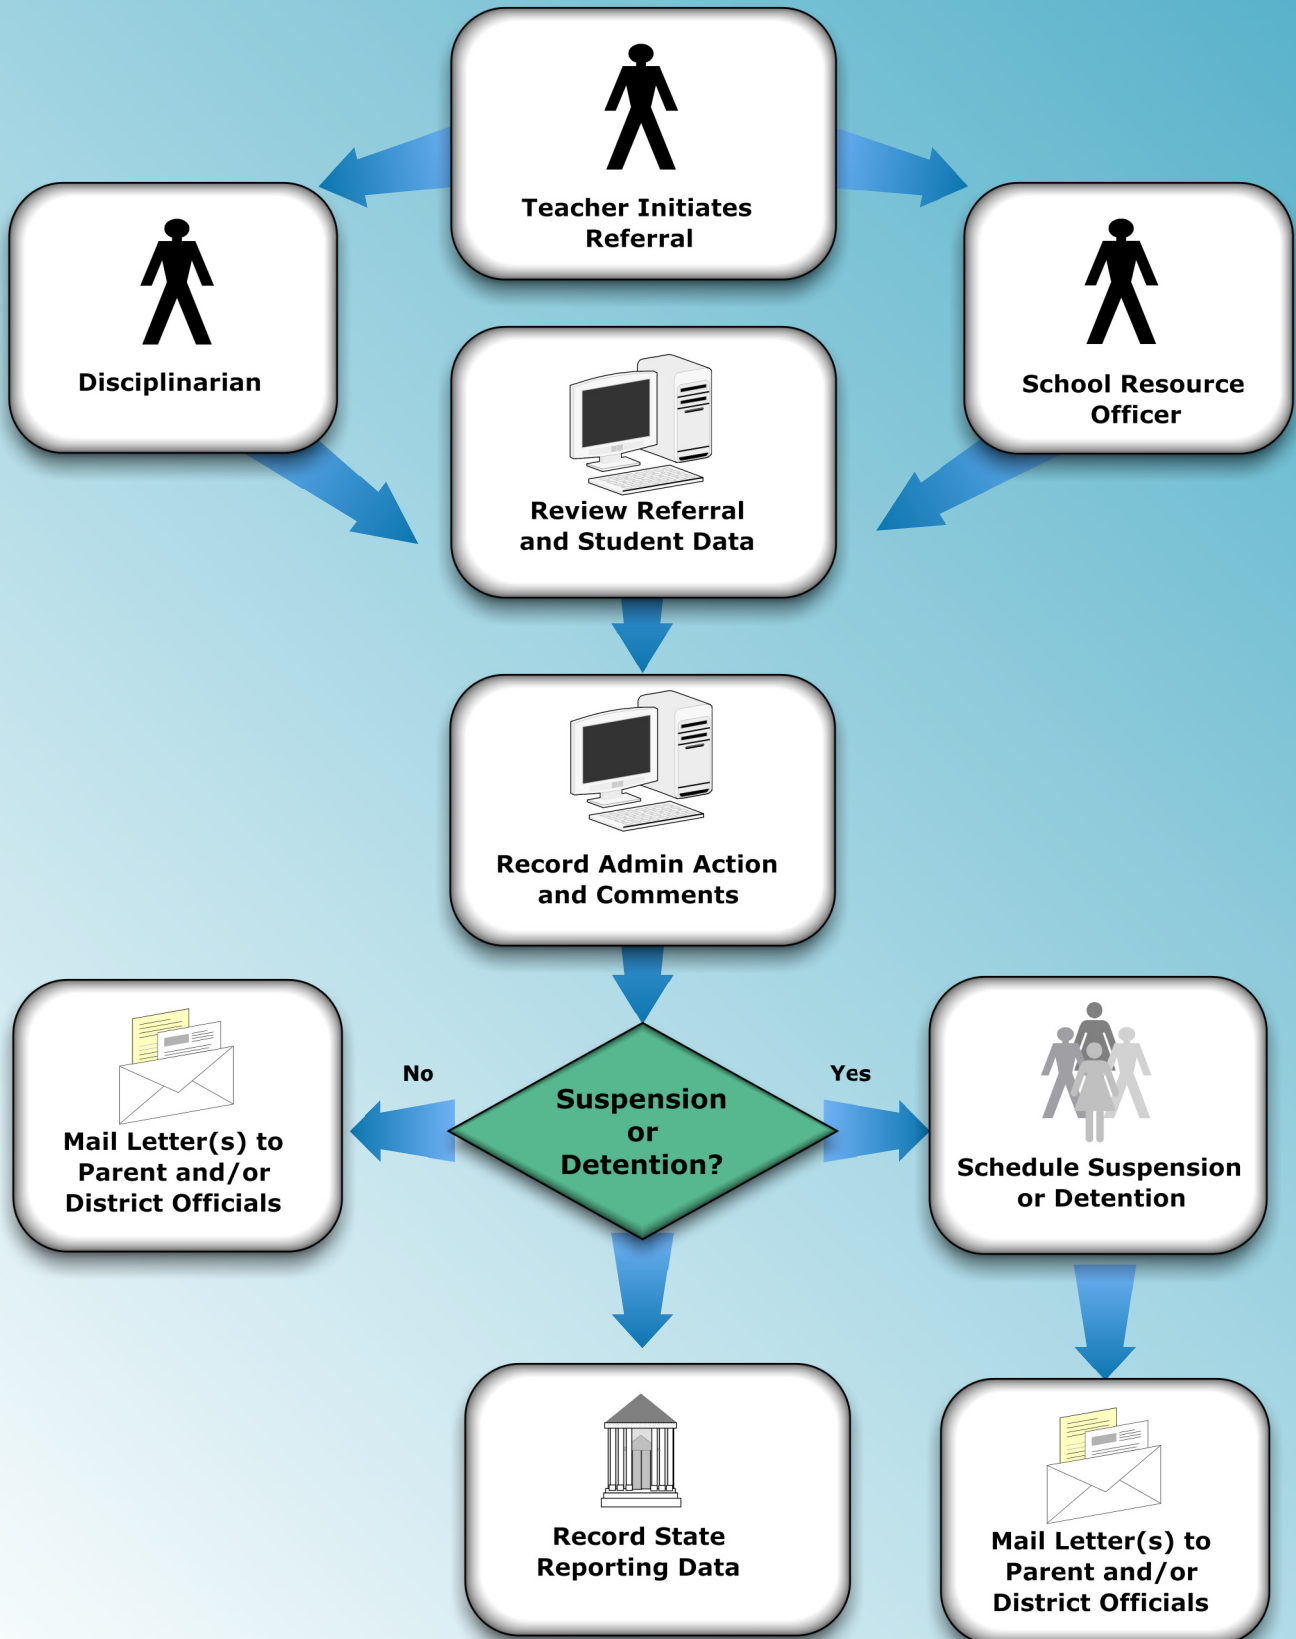 Teacher Initiates
Referral
Disciplinarian
School Resource
Officer
Review Referral
and Student Data
Record Admin Action
and Comments
No
Suspension
or
Detention?
Yes
Mail Letter(s) to
Parent and/or
District Officials
Schedule Suspension
or Detention
Record State
Reporting Data
Mail Letter(s) to
Parent and/or
District Officials